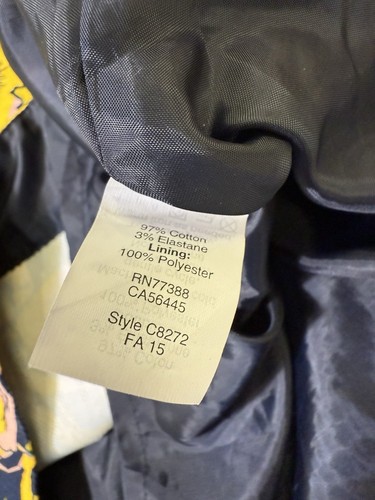 97% Cotton
3% Elastane
Lining:
100% Polyester
RN77388
CA56445
Style C8272
FA 15